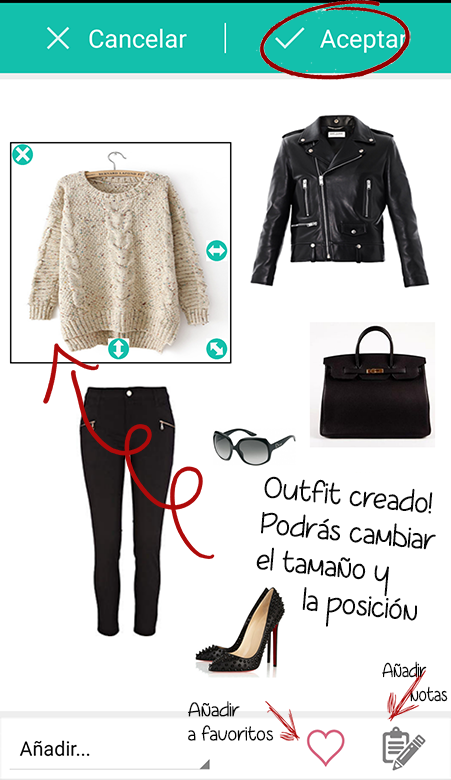 Cancelar
Aceptar
Outfit creado!
Podrás cambiar
el tamaño y
la posición
Añadir
a favoritos
Añadir
notas
Añadir...